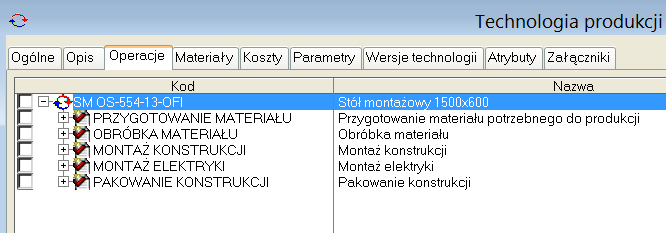 Technologia produkcji
Ogólne Opis Operacje Materiały Koszty Parametry Wersje technologii Atrybuty Załączniki
Kod Nazwa
SM OS-554-13-OFI Stół montażowy 1500x600
PRZYGOTOWANIE MATERIAŁU Przygotowanie materiału potrzebnego do produkcji
OBRÓBKA MATERIAŁU Obróbka materiału
MONTAŻ KONSTRUKCJI Montaż konstrukcji
MONTAŻ ELEKTRYKI Montaż elektryki
PAKOWANIE KONSTRUKCJI Pakowanie konstrukcji